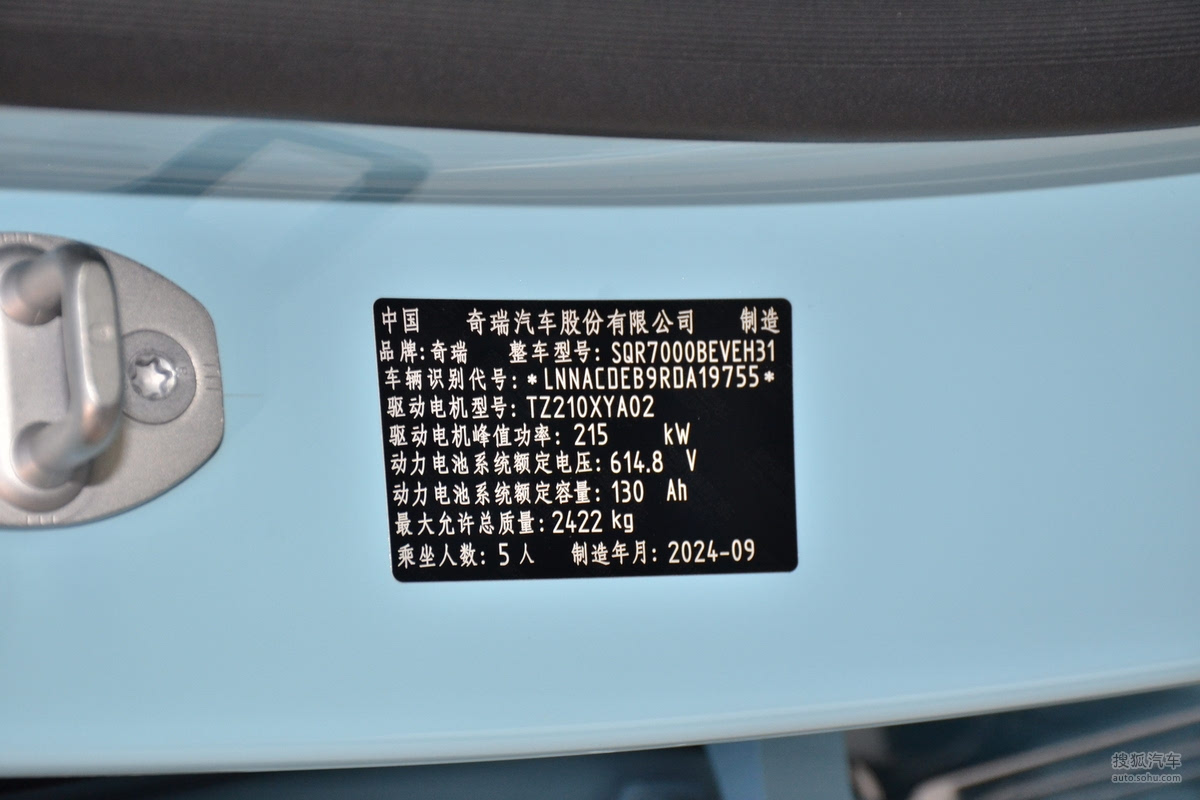 中国 奇瑞汽车股份有限公司 制造
品牌:奇瑞 整车型号:SQR7000BEVEH31
车辆识别代号:*LNNACDEB9RDA19755*
驱动电机型号:TZ210XYA02
驱动电机峰值功率:215 kW
动力电池系统额定电压:614.8 V
动力电池系统额定容量:130 Ah
最大允许总质量:2422 kg
乘坐人数:5人 制造年月:2024-09
搜狐汽车
auto.sohu.com